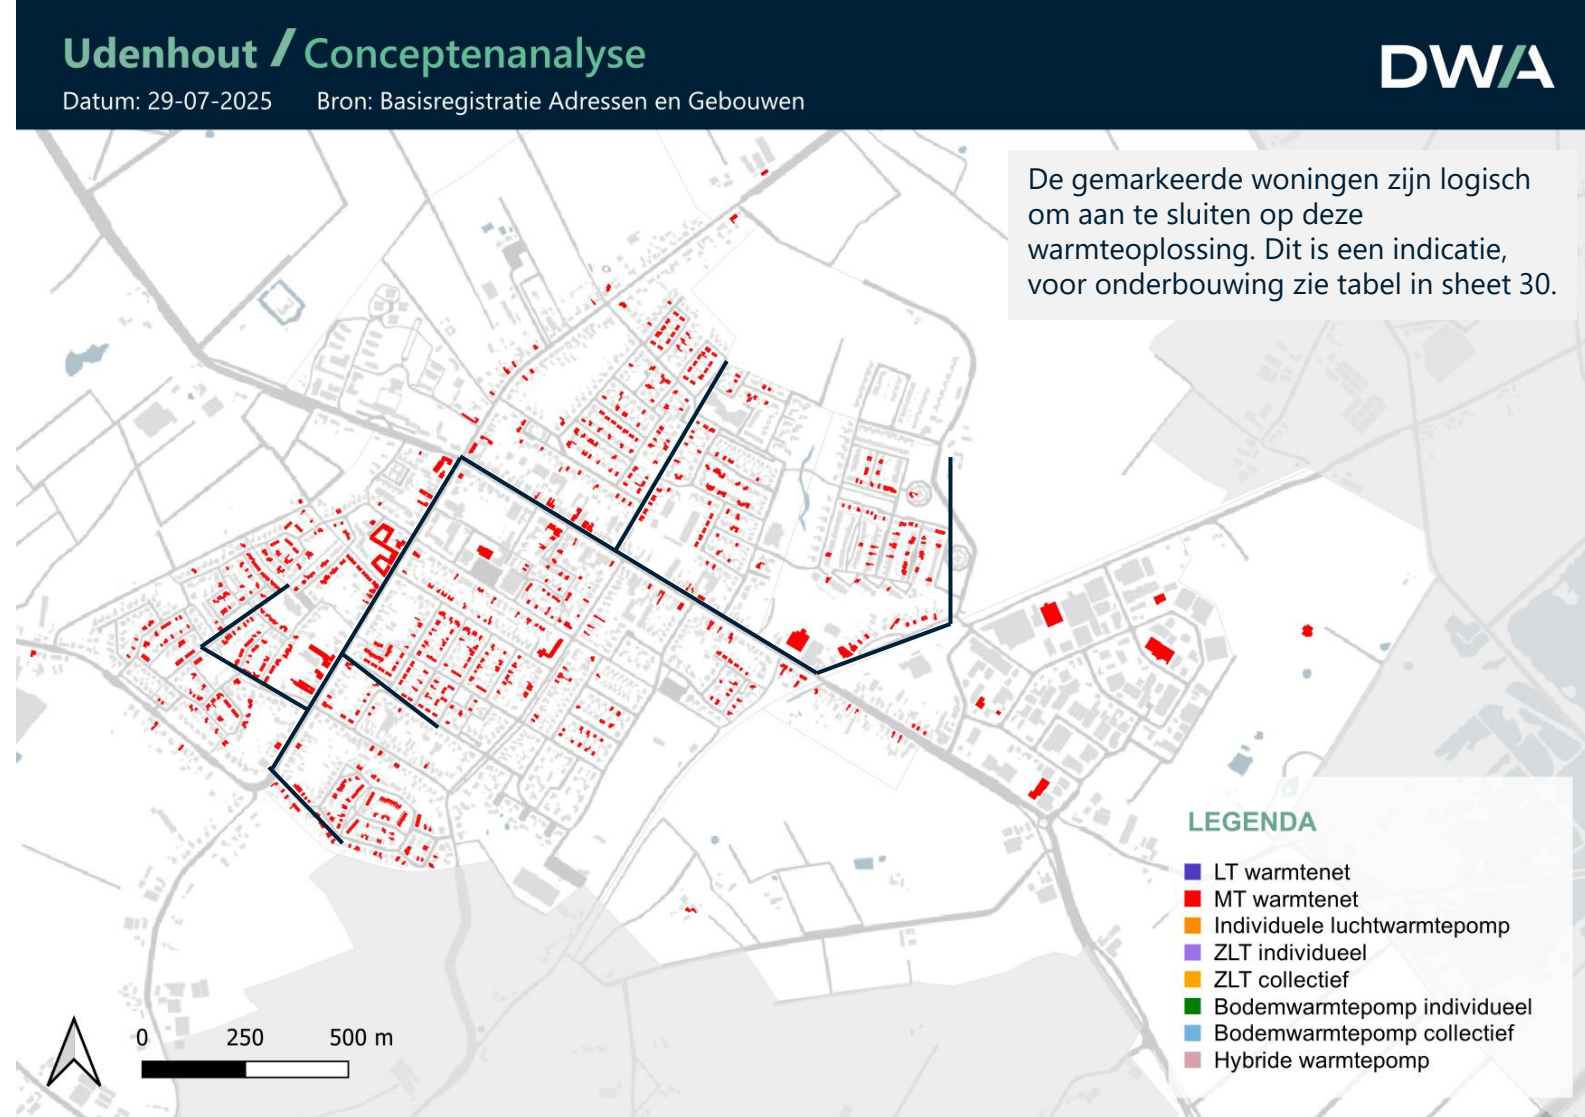 Udenhout / Conceptenanalyse
DWA
Datum: 29-07-2025 Bron: Basisregistratie Adressen en Gebouwen
De gemarkeerde woningen zijn logisch
om aan te sluiten op deze
warmteoplossing. Dit is een indicatie,
voor onderbouwing zie tabel in sheet 30.
LEGENDA
LT warmtenet
MT warmtenet
Individuele luchtwarmtepomp
ZLT individueel
ZLT collectief
Bodemwarmtepomp individueel
Bodemwarmtepomp collectief
Hybride warmtepomp
0 250 500 m